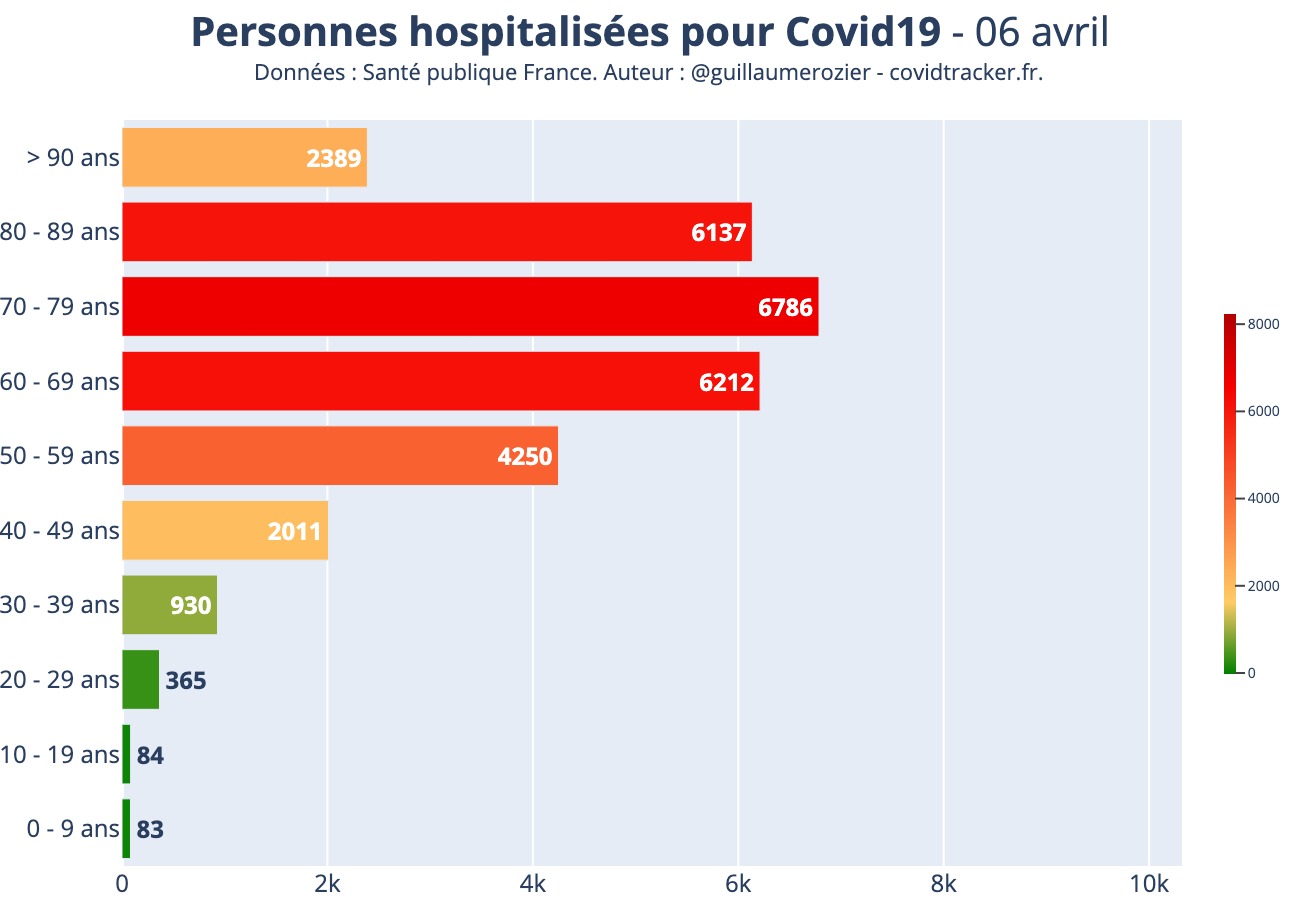 Personnes hospitalisées pour Covid19 - 06 avril
Données : Santé publique France. Auteur : @guillaumerozier - covidtracker.fr.
> 90 ans 2389
80 - 89 ans 6137
70 - 79 ans 6786
60 - 69 ans 6212
50 - 59 ans 4250
40 - 49 ans 2011
30 - 39 ans 930
20 - 29 ans 365
10 - 19 ans 84
0 - 9 ans 83
0 2k 4k 6k 8k 10k
8000
6000
4000
2000
0